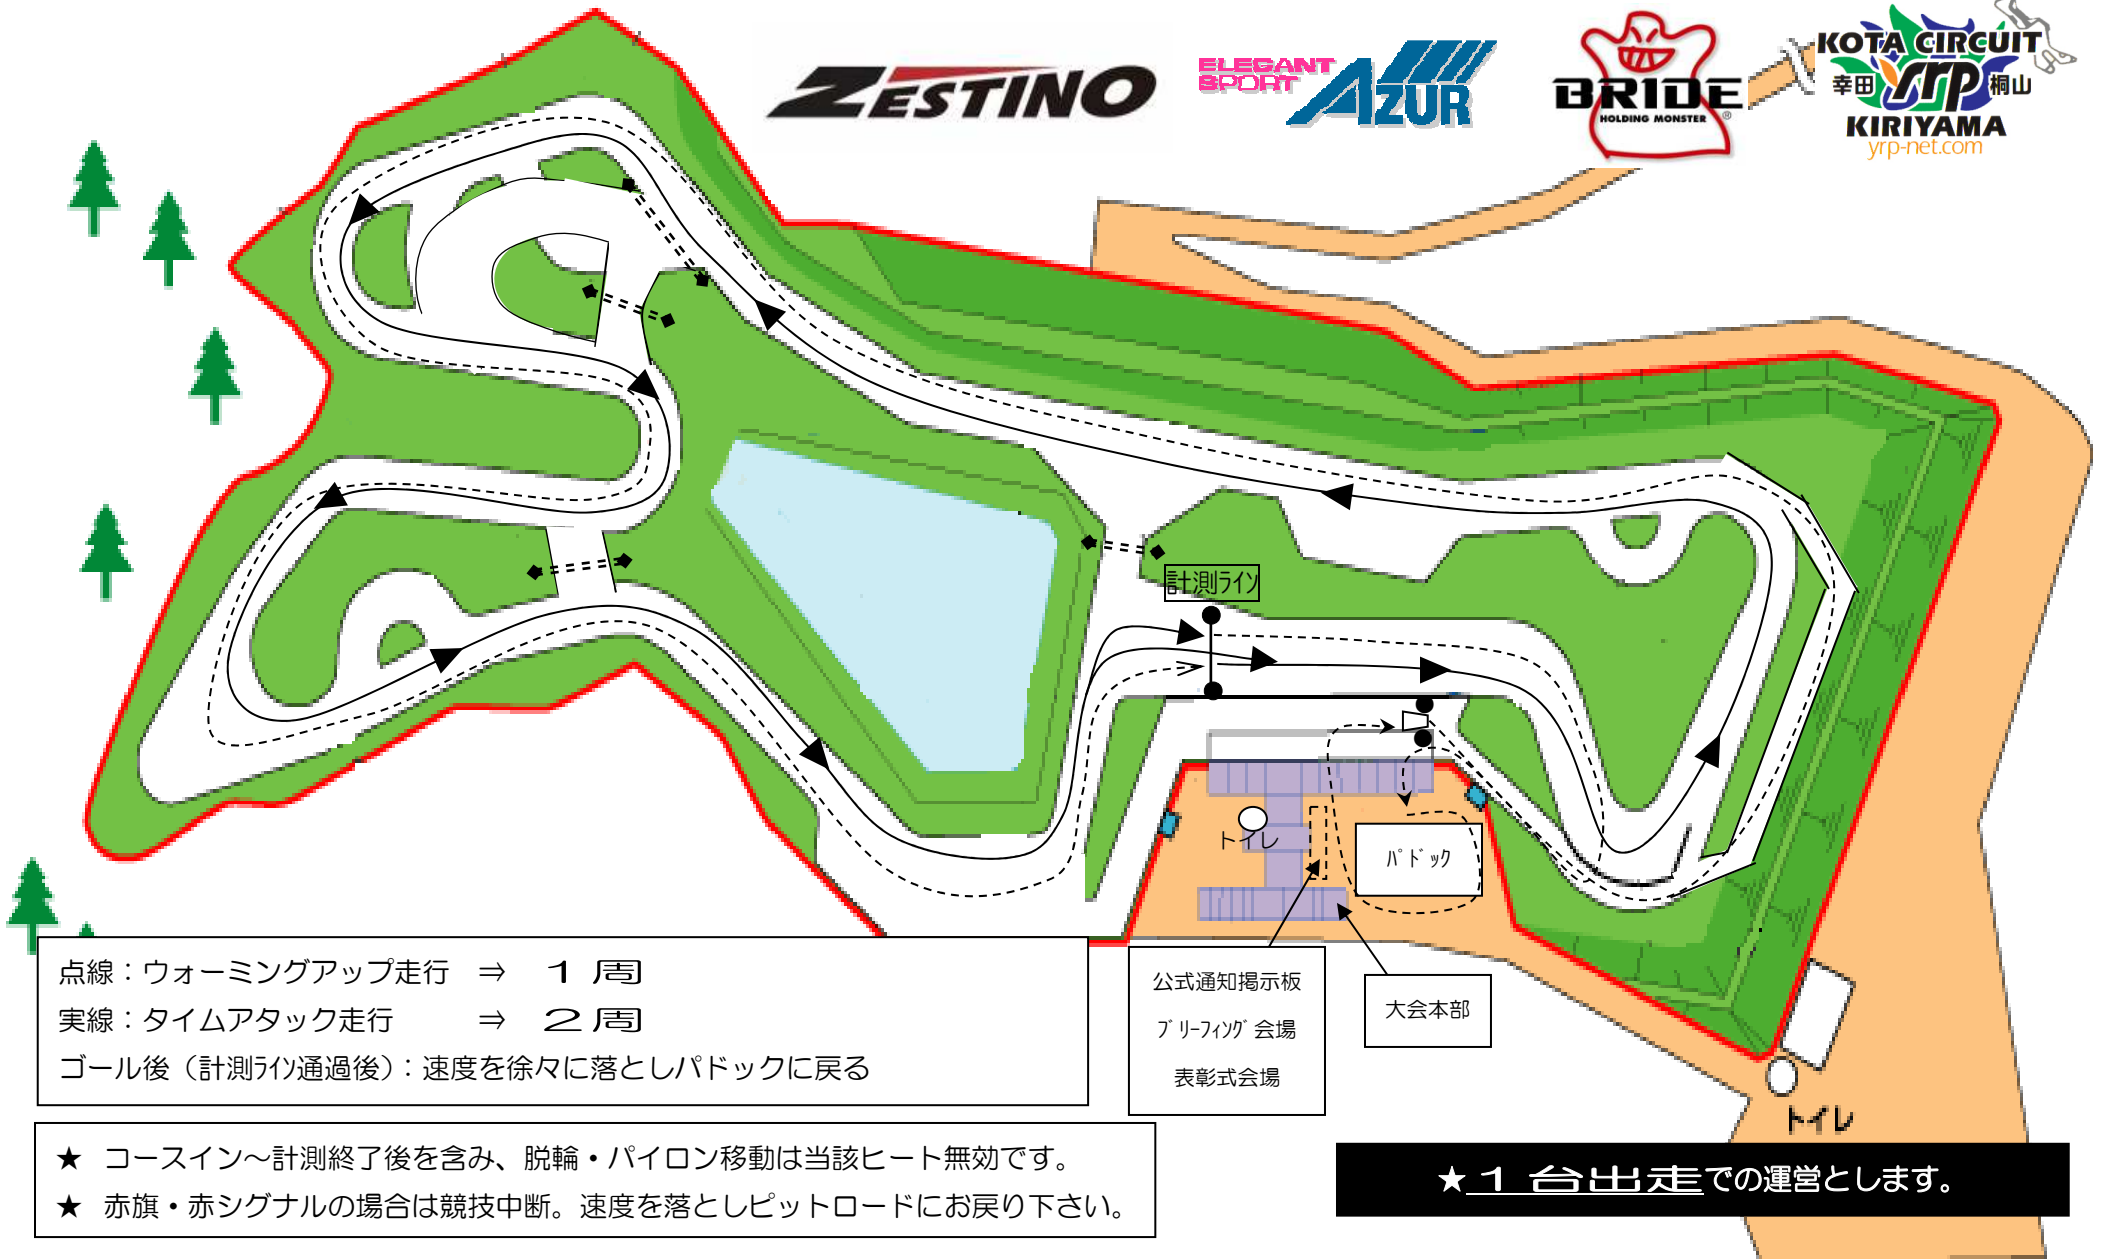 ZESTINO
ELEGANT
SPORT
AZUR
BRIDE
HOLDING MONSTER
®
KOTA CIRCUIT
幸田 yrp 桐山
KIRIYAMA
yrp-net.com
計測ﾗｲﾝ
トイレ
ﾊﾟﾄﾞｯｸ
点線：ウォーミングアップ走行　⇒　１周
実線：タイムアタック走行　⇒　２周
ゴール後（計測ﾗｲﾝ通過後）：速度を徐々に落としパドックに戻る
公式通知掲示板
ﾌﾞﾘｰﾌｨﾝｸﾞ会場
表彰式会場
大会本部
トイレ
★　コースイン～計測終了後を含み、脱輪・パイロン移動は当該ヒート無効です。
★　赤旗・赤シグナルの場合は競技中断。速度を落としピットロードにお戻り下さい。
★１台出走での運営とします。